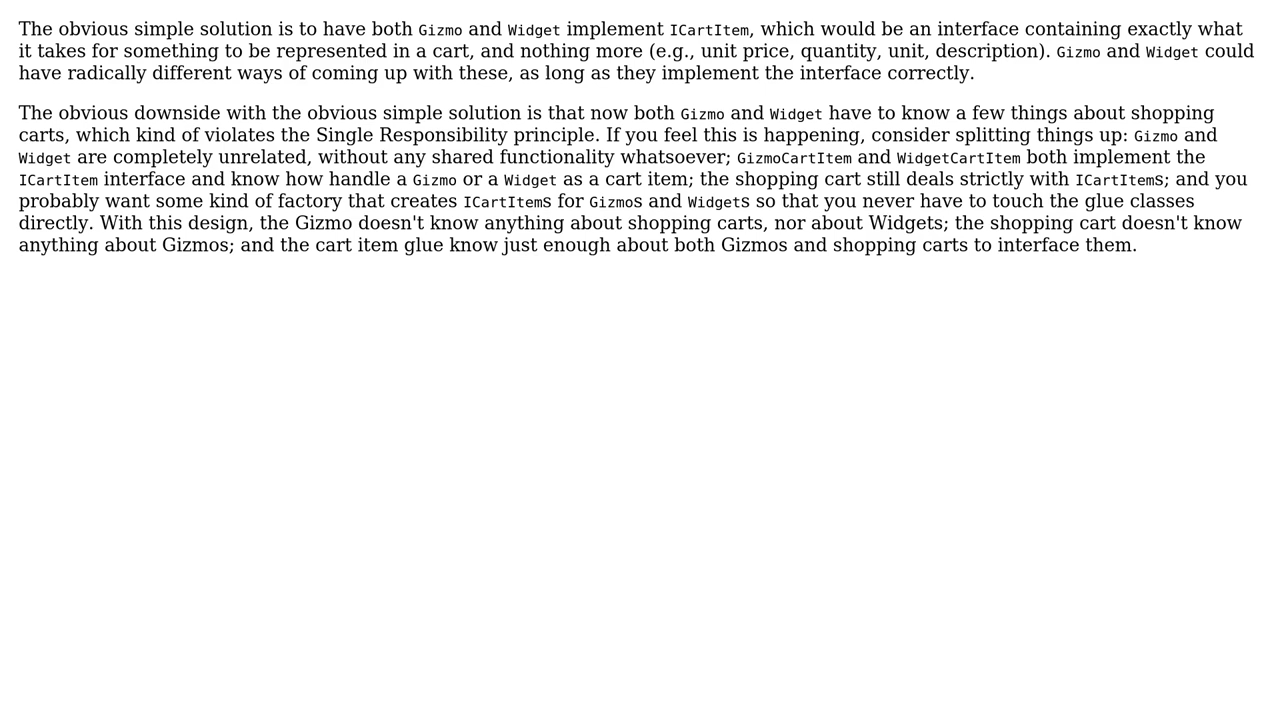 The obvious simple solution is to have both Gizmo and Widget implement ICartItem, which would be an interface containing exactly what
it takes for something to be represented in a cart, and nothing more (e.g., unit price, quantity, unit, description). Gizmo and Widget could
have radically different ways of coming up with these, as long as they implement the interface correctly.
The obvious downside with the obvious simple solution is that now both Gizmo and Widget have to know a few things about shopping
carts, which kind of violates the Single Responsibility principle. If you feel this is happening, consider splitting things up: Gizmo and
Widget are completely unrelated, without any shared functionality whatsoever; GizmoCartItem and WidgetCartItem both implement the
ICartItem interface and know how handle a Gizmo or a Widget as a cart item; the shopping cart still deals strictly with ICartItems; and you
probably want some kind of factory that creates ICartItems for Gizmos and Widgets so that you never have to touch the glue classes
directly. With this design, the Gizmo doesn't know anything about shopping carts, nor about Widgets; the shopping cart doesn't know
anything about Gizmos; and the cart item glue know just enough about both Gizmos and shopping carts to interface them.